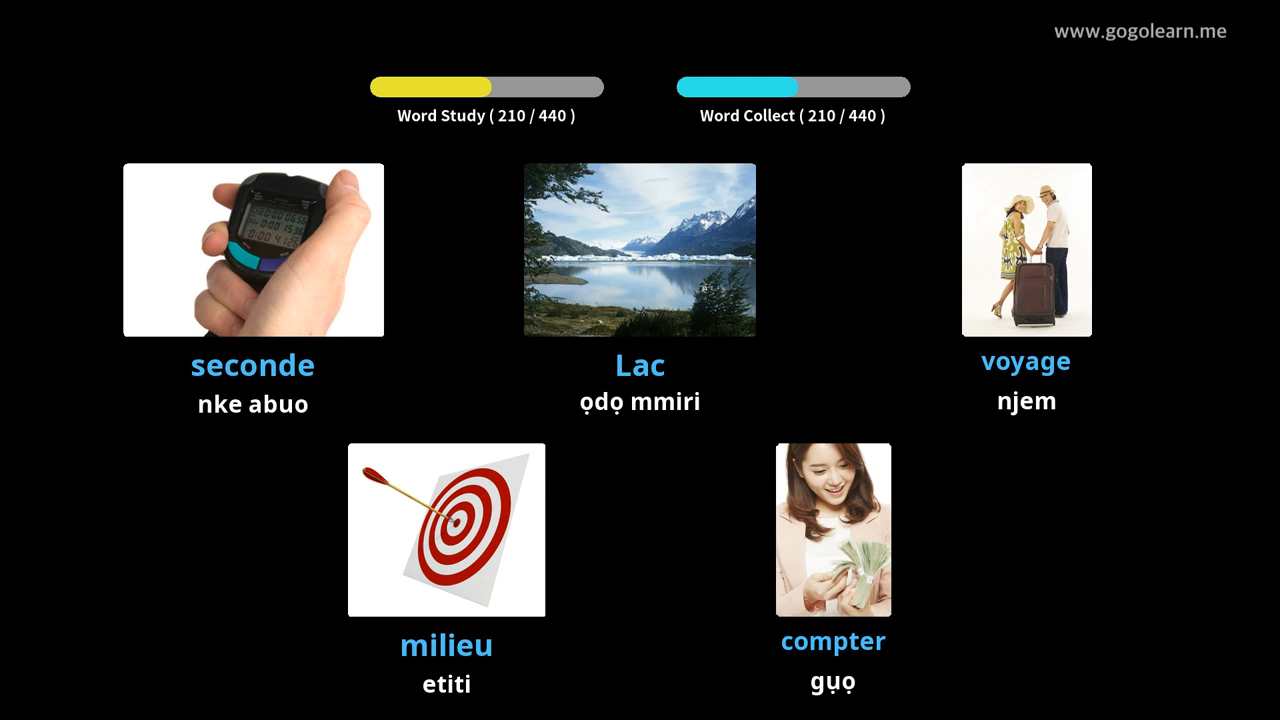 www.gogolearn.me
Word Study ( 210 / 440 )
Word Collect ( 210 / 440 )
seconde
nke abuo
Lac
ọdọ mmiri
voyage
njem
milieu
etiti
compter
gụọ